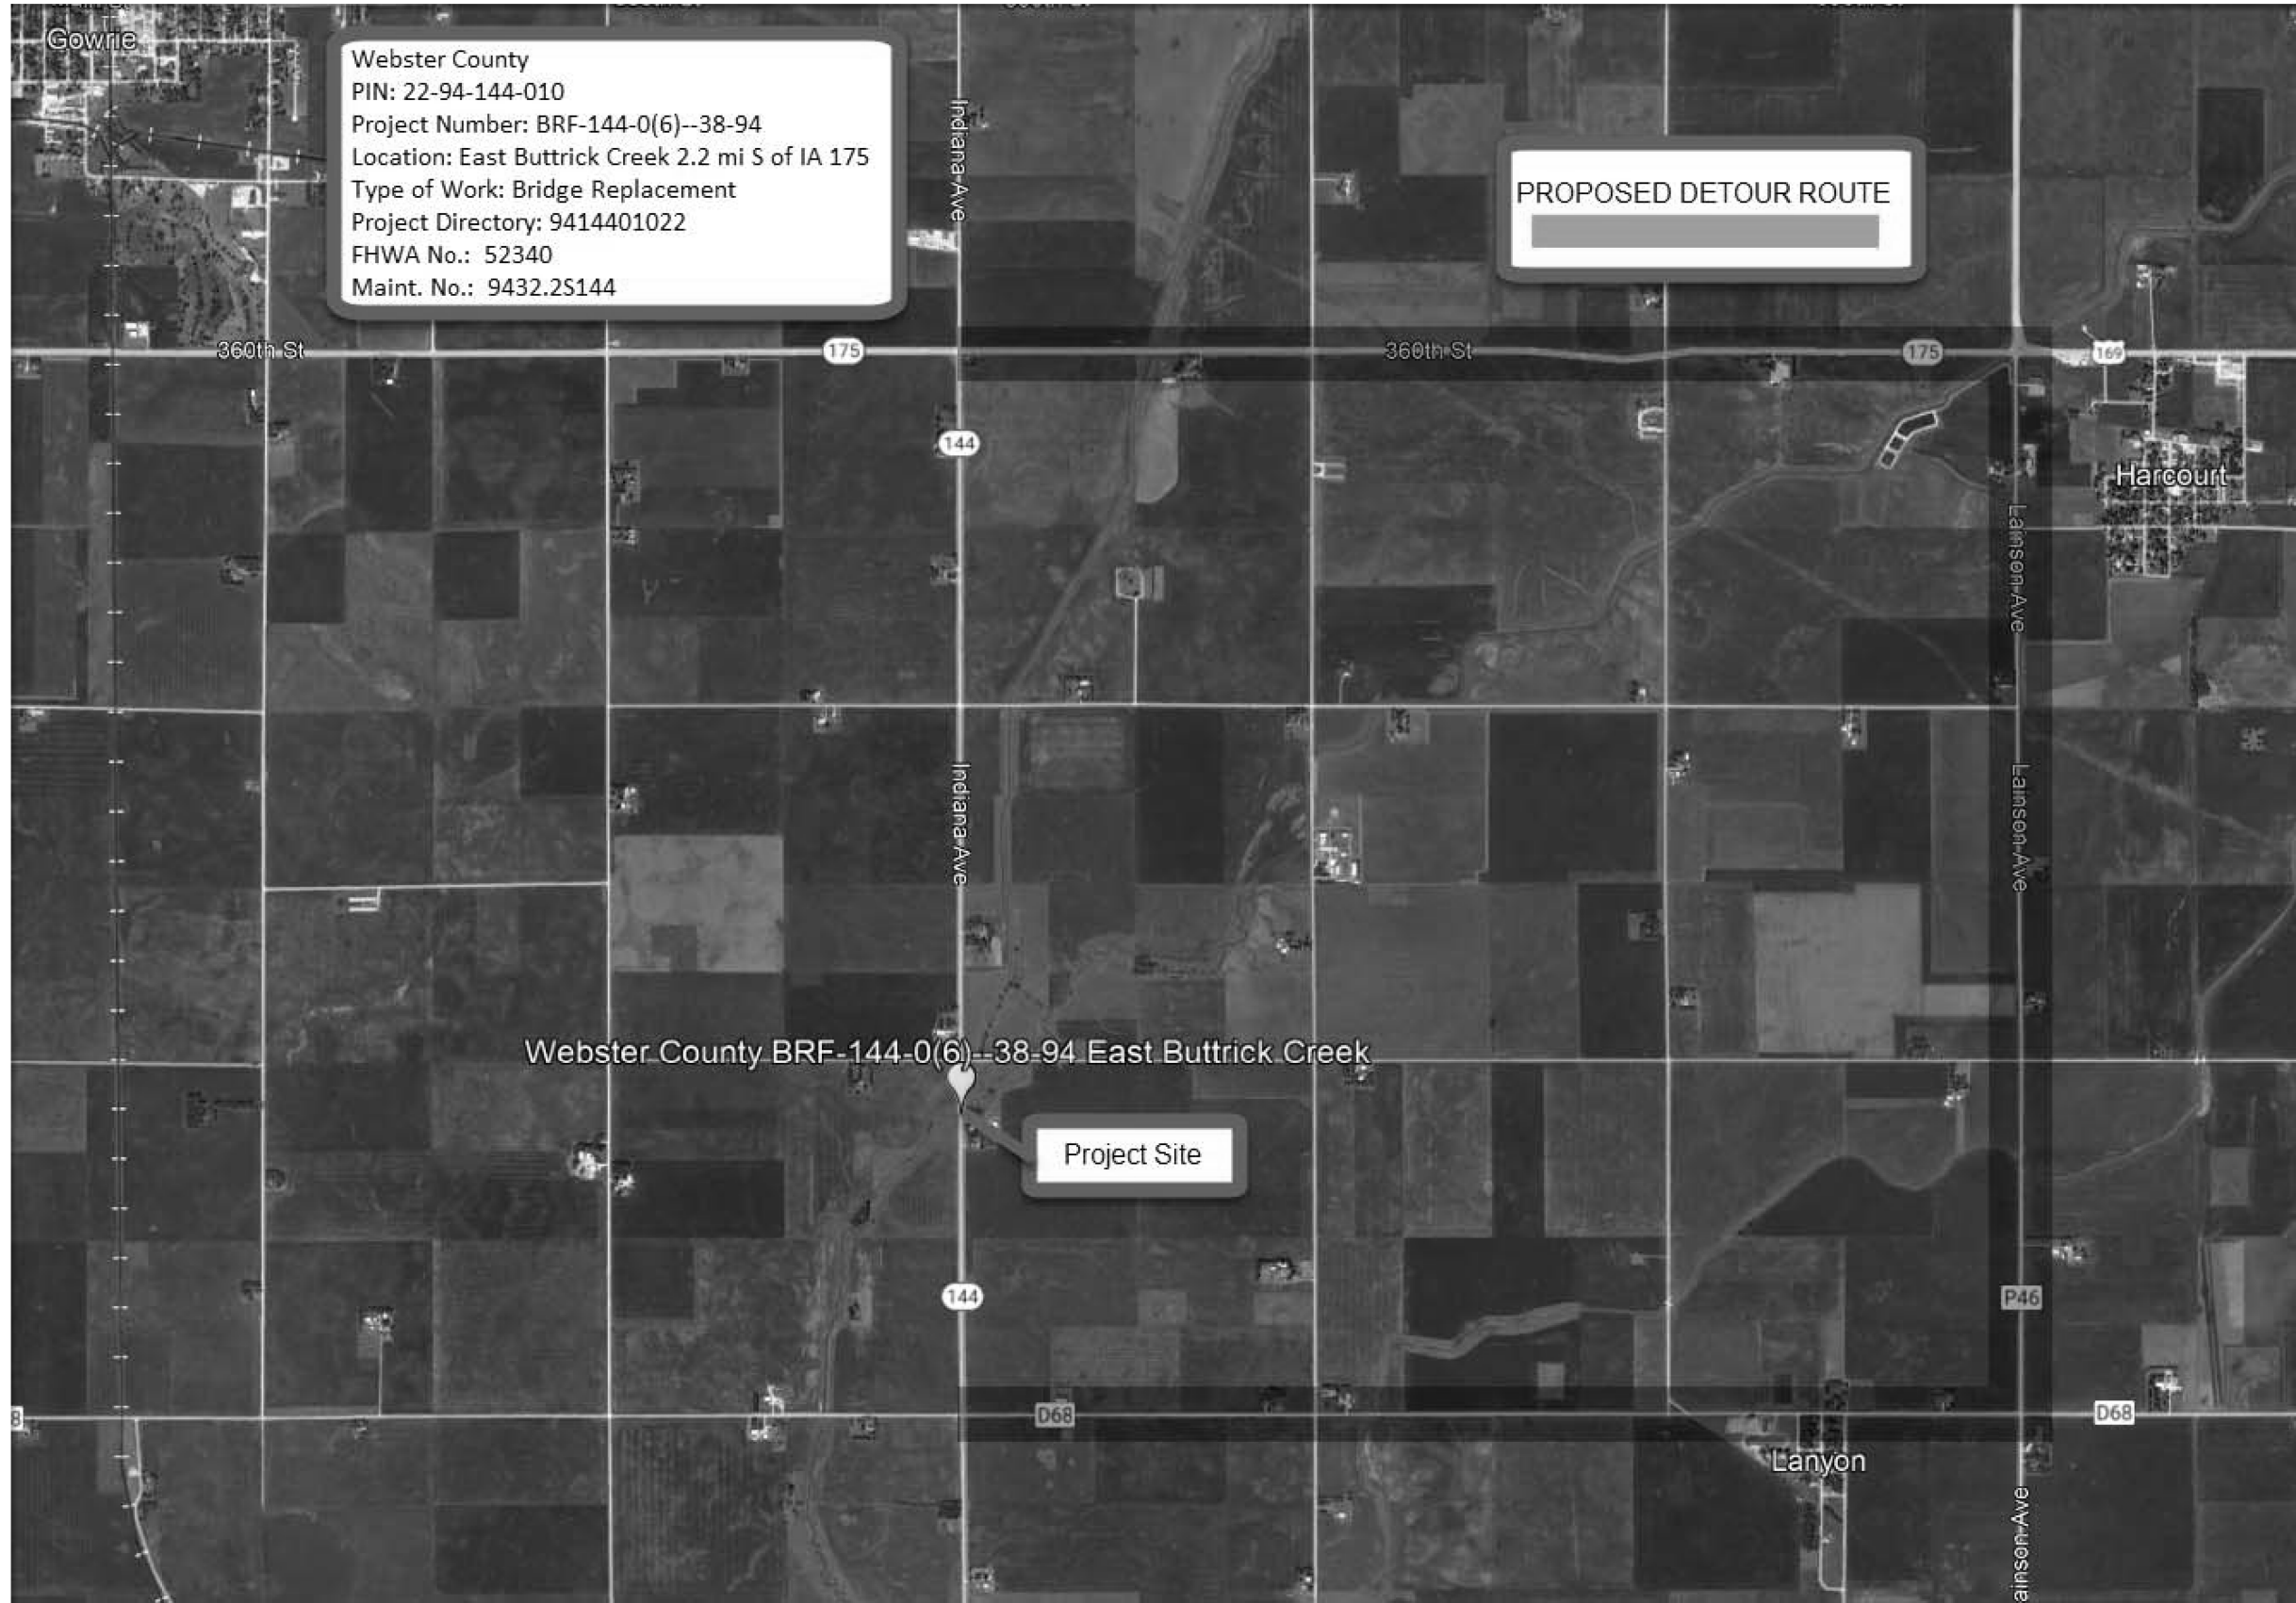 Gowrie
Webster County
PIN: 22-94-144-010
Project Number: BRF-144-0(6)--38-94
Location: East Buttrick Creek 2.2 mi S of IA 175
Type of Work: Bridge Replacement
Project Directory: 9414401022
FHWA No.: 52340
Maint. No.: 9432.2S144
Indiana Ave
PROPOSED DETOUR ROUTE
360th St
175
360th St
175
169
144
Harcourt
Lainson Ave
Indiana Ave
Lainson Ave
Webster County BRF-144-0(6)--38-94 East Buttrick Creek
Project Site
144
P46
D68
D68
Lanyon
ainson Ave